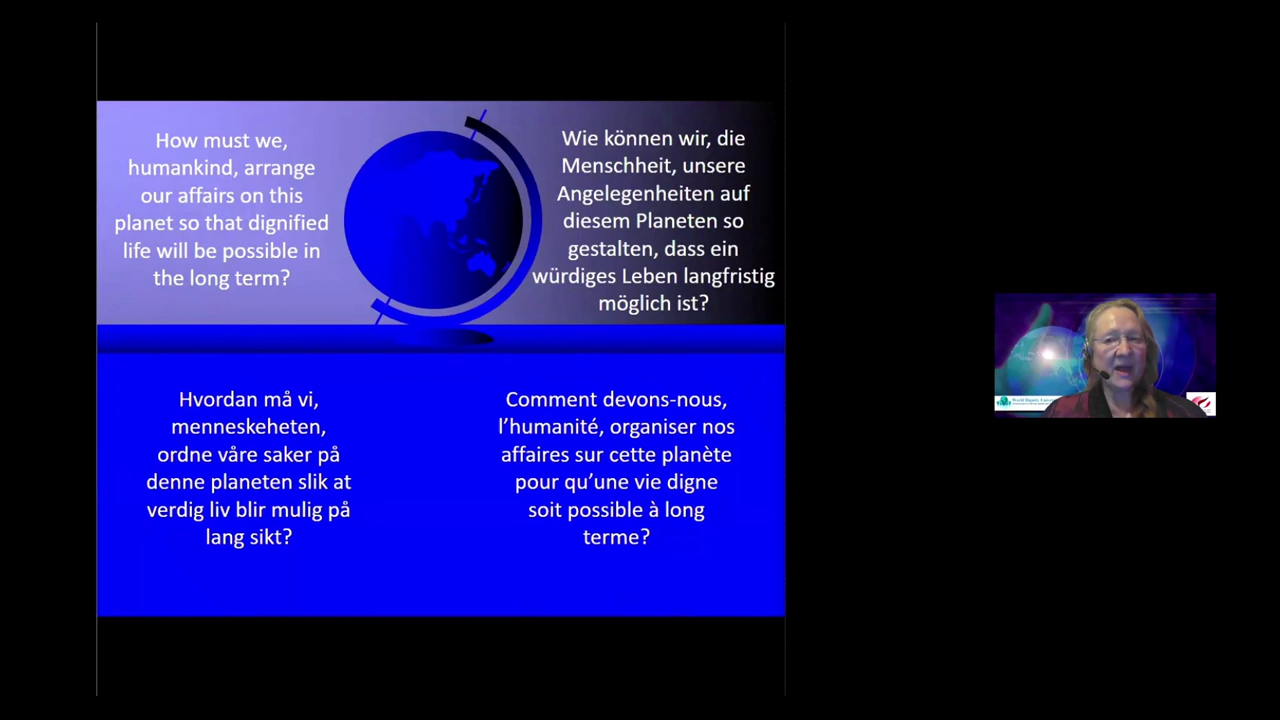 How must we,
humankind, arrange
our affairs on this
planet so that dignified
life will be possible in
the long term?
Wie können wir, die
Menschheit, unsere
Angelegenheiten auf
diesem Planeten so
gestalten, dass ein
würdiges Leben langfristig
möglich ist?
Hvordan må vi,
menneskeheten,
ordne våre saker på
denne planeten slik at
verdig liv blir mulig på
lang sikt?
Comment devons-nous,
l’humanité, organiser nos
affaires sur cette planète
pour qu’une vie digne
soit possible à long
terme?
World Dignity